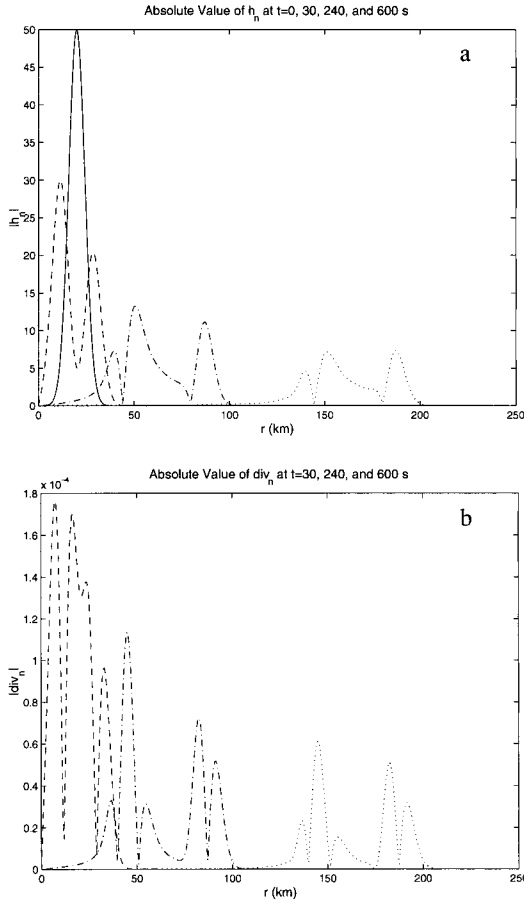 Absolute Value of h_n at t=0, 30, 240, and 600 s
a
50
45
40
35
30
25
20
15
10
5
0
|h_n|
0 50 100 150 200 250
r (km)
Absolute Value of div_n at t=30, 240, and 600 s
x 10⁻⁴
b
1.8
1.6
1.4
1.2
1
0.8
0.6
0.4
0.2
0
|div_n|
0 50 100 150 200 250
r (km)